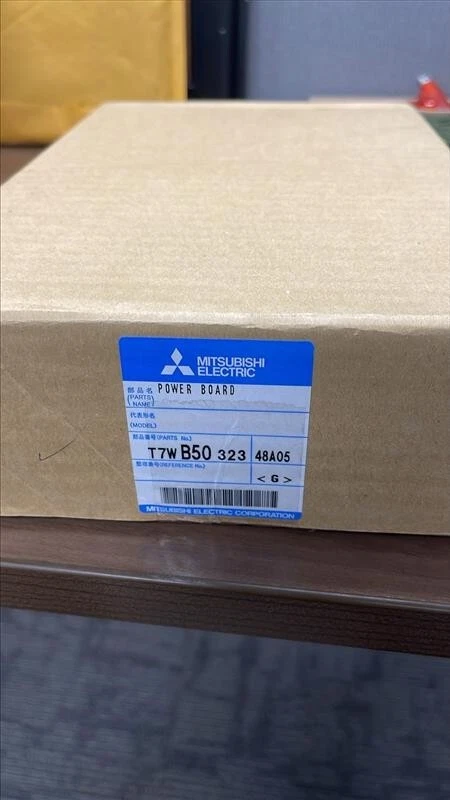 MITSUBISHI
ELECTRIC
部品名
(PARTS NAME)
POWER BOARD
代表形名
(MODEL)
部品番号(PARTS No.)
T7W B50 323 48A05
整理番号(REFERENCE No.)
<G>
MITSUBISHI ELECTRIC CORPORATION